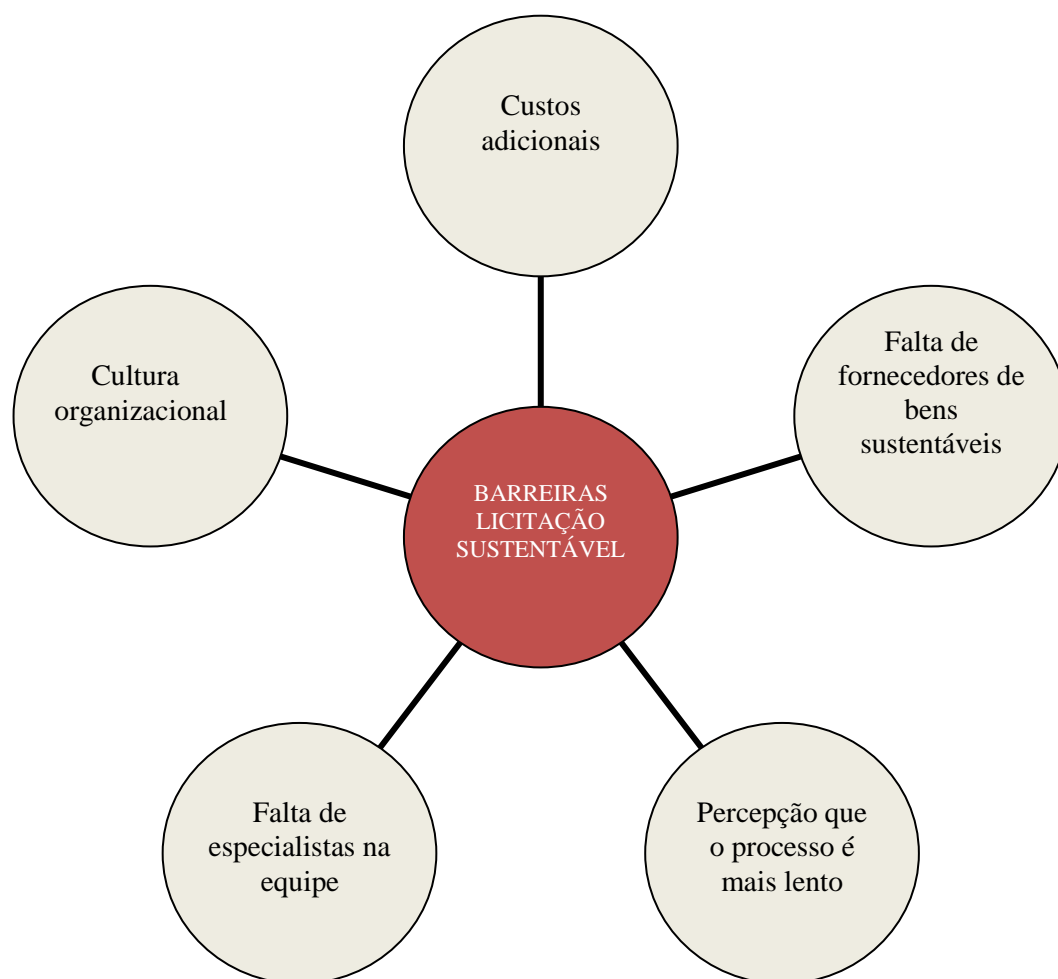 Custos
adicionais
Falta de
fornecedores de
bens
sustentáveis
Cultura
organizacional
BARREIRAS
LICITAÇÃO
SUSTENTÁVEL
Falta de
especialistas na
equipe
Percepção que
o processo é
mais lento